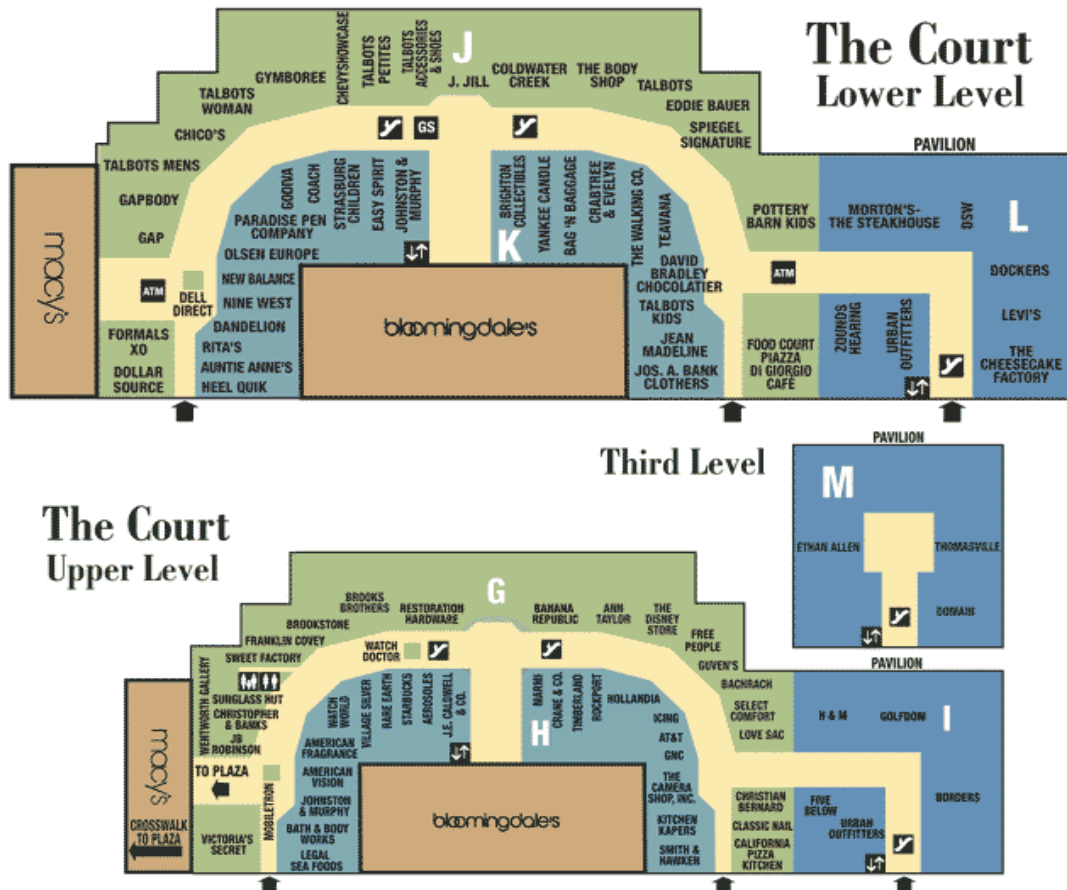 The Court
Lower Level
J
CHEVYSHOWCASE
TALBOTS
PETITES
TALBOTS
ACCESSORIES
& SHOES
GYMBOREE
J. JILL
COLDWATER
CREEK
THE BODY
SHOP
TALBOTS
TALBOTS
WOMAN
EDDIE BAUER
CHICO'S
GS
SPIEGEL
SIGNATURE
PAVILION
TALBOTS MENS
GAPBODY
GAP
macy's
ATM
DELL
DIRECT
FORMALS
XO
DOLLAR
SOURCE
GODIVA
COACH
STRASBURG
CHILDREN
EASY SPIRIT
JOHNSTON &
MURPHY
PARADISE PEN
COMPANY
OLSEN EUROPE
NEW BALANCE
NINE WEST
DANDELION
RITA'S
AUNTIE ANNE'S
HEEL QUIK
K
BRIGHTON
COLLECTIBLES
YANKEE CANDLE
BAG 'N BAGGAGE
CRABTREE
& EVELYN
THE WALKING CO.
TEAVANA
DAVID
BRADLEY
CHOCOLATIER
TALBOTS
KIDS
JEAN
MADELINE
JOS. A. BANK
CLOTHERS
bloomingdale's
POTTERY
BARN KIDS
ATM
FOOD COURT
PIAZZA
DI GIORGIO
CAFÉ
MORTON'S-
THE STEAKHOUSE
DSW
L
DOCKERS
LEVI'S
THE
CHEESECAKE
FACTORY
ZOUNDS
HEARING
URBAN
OUTFITTERS
Third Level
PAVILION
M
ETHAN ALLEN
THOMASVILLE
DOMAIN
The Court
Upper Level
G
BROOKS
BROTHERS
RESTORATION
HARDWARE
BANANA
REPUBLIC
ANN
TAYLOR
THE
DISNEY
STORE
BROOKSTONE
FRANKLIN COVEY
SWEET FACTORY
WATCH
DOCTOR
FREE
PEOPLE
GUVEN'S
BACHRACH
SELECT
COMFORT
LOVE SAC
WENTWORTH GALLERY
SUNGLASS HUT
CHRISTOPHER
& BANKS
JB
ROBINSON
TO PLAZA
macy's
CROSSWALK
TO PLAZA
VICTORIA'S
SECRET
MOBILETRON
WATCH
WORLD
VILLAGE SILVER
RARE EARTH
STARBUCKS
AEROSOLES
J.E. CALDWELL
& CO.
AMERICAN
FRAGRANCE
AMERICAN
VISION
JOHNSTON
& MURPHY
BATH & BODY
WORKS
LEGAL
SEA FOODS
H
MARMI
CRANE & CO.
TIMBERLAND
ROCKPORT
HOLLANDIA
ICING
AT&T
GNC
THE
CAMERA
SHOP, INC.
KITCHEN
KAPERS
SMITH &
HAWKEN
bloomingdale's
CHRISTIAN
BERNARD
CLASSIC NAIL
CALIFORNIA
PIZZA
KITCHEN
PAVILION
H & M
GOLFDOM
I
BORDERS
FIVE
BELOW
URBAN
OUTFITTERS